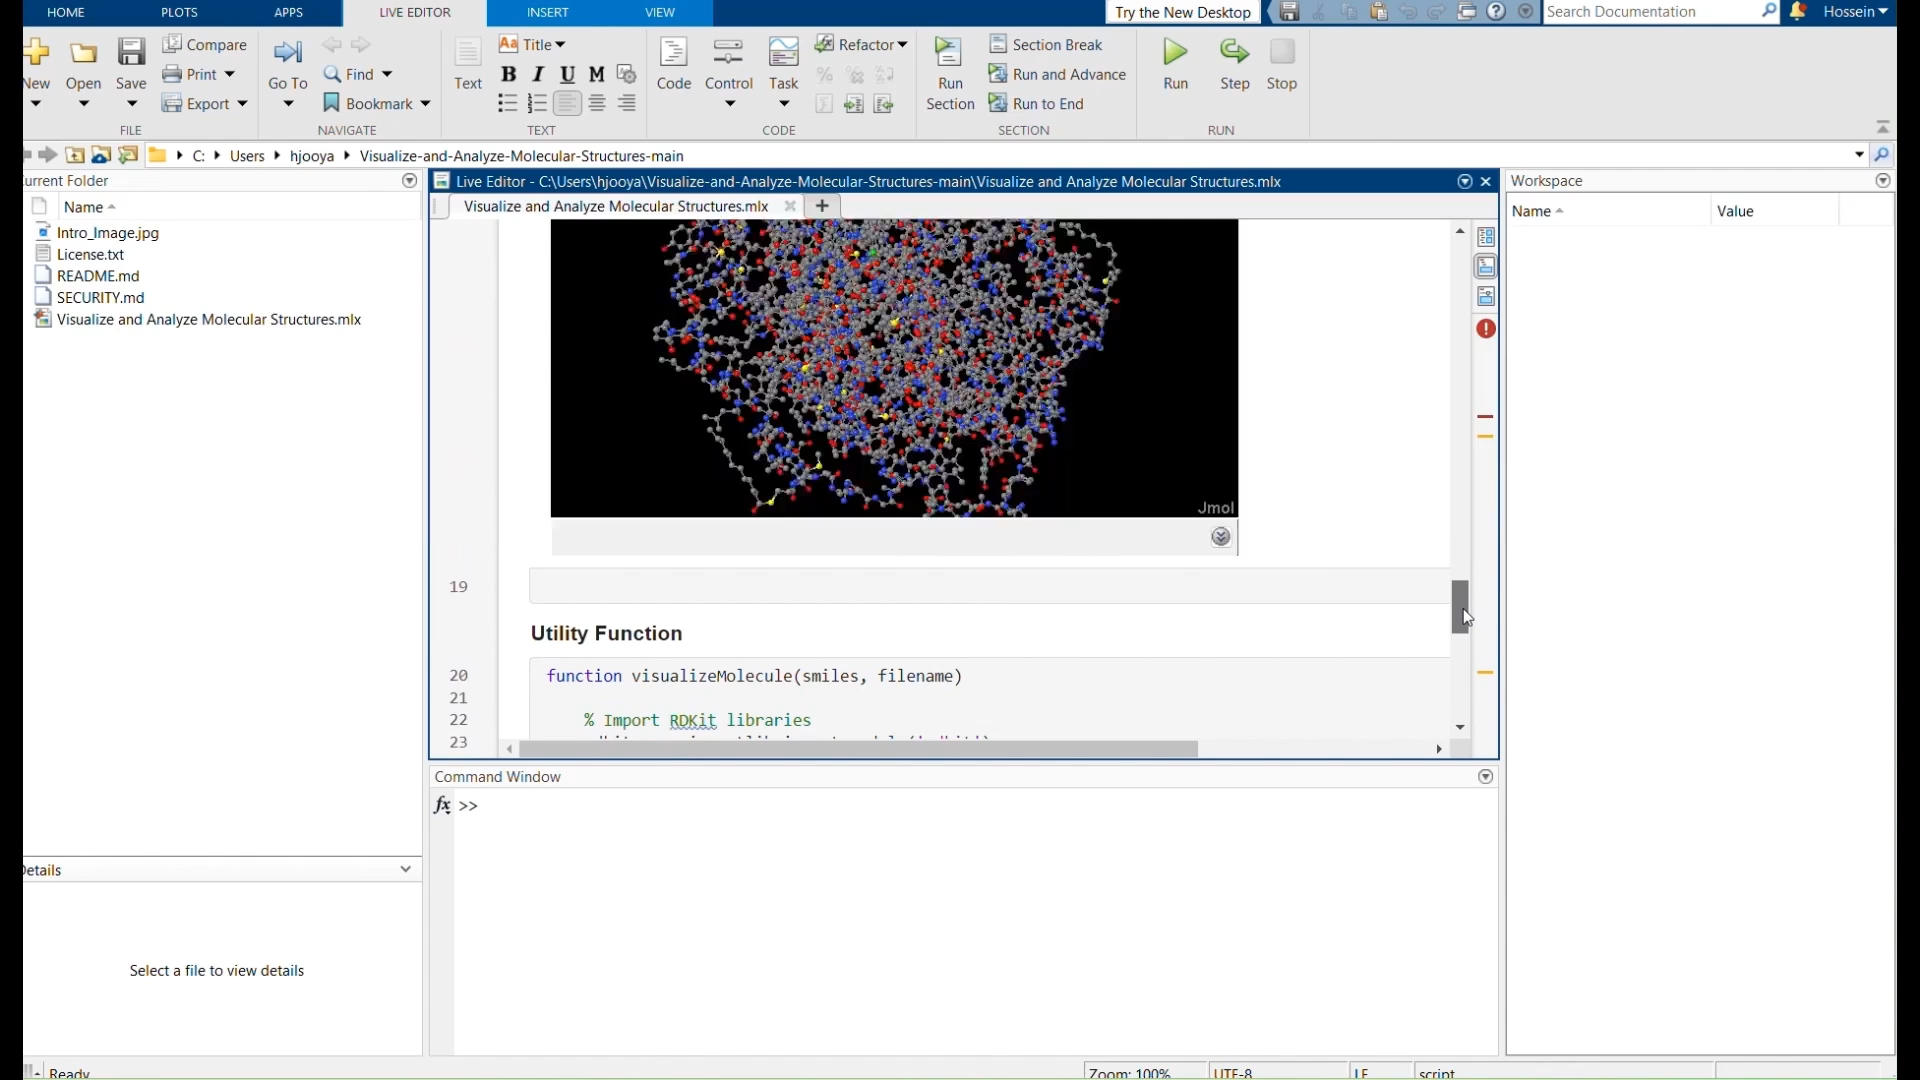 HOME PLOTS APPS LIVE EDITOR INSERT VIEW Try the New Desktop Search Documentation Hossein
New Open Save Compare Print Export Go To Find Bookmark Text Title B I U M Code Control Task Refactor Run Section Section Break Run and Advance Run to End Run Step Stop
FILE NAVIGATE TEXT CODE SECTION RUN
C: Users hjooya Visualize-and-Analyze-Molecular-Structures-main
urrent Folder
Name
Intro_Image.jpg
License.txt
README.md
SECURITY.md
Visualize and Analyze Molecular Structures.mlx
Details
Select a file to view details
Live Editor - C:\Users\hjooya\Visualize-and-Analyze-Molecular-Structures-main\Visualize and Analyze Molecular Structures.mlx
Visualize and Analyze Molecular Structures.mlx
Jmol
19
Utility Function
20 function visualizeMolecule(smiles, filename)
21
22 % Import RDKit libraries
23
Command Window
fx >>
Workspace
Name Value
Ready Zoom: 100% UTF-8 LF script